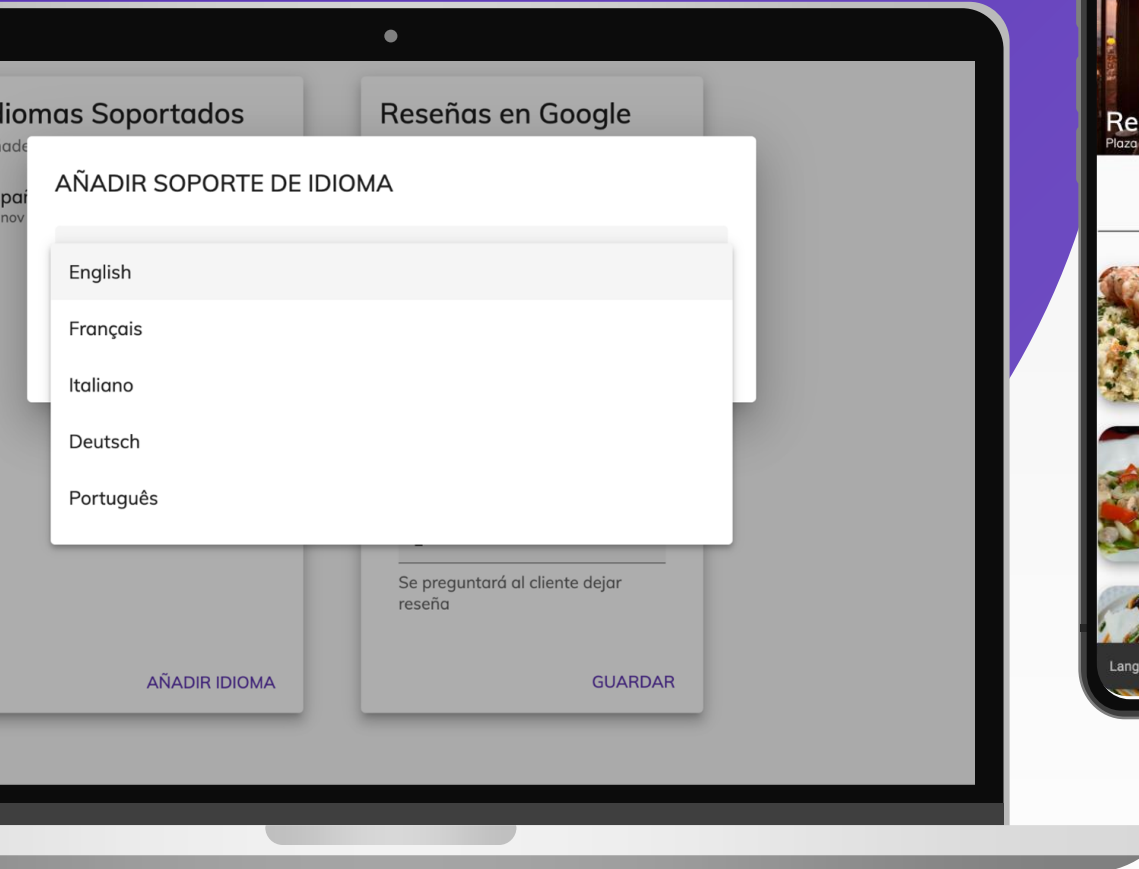 Idiomas Soportados
Reseñas en Google
AÑADIR SOPORTE DE IDIOMA
nov
English
Français
Italiano
Deutsch
Português
Se preguntará al cliente dejar
reseña
AÑADIR IDIOMA
GUARDAR
Re
Plaza
Lang